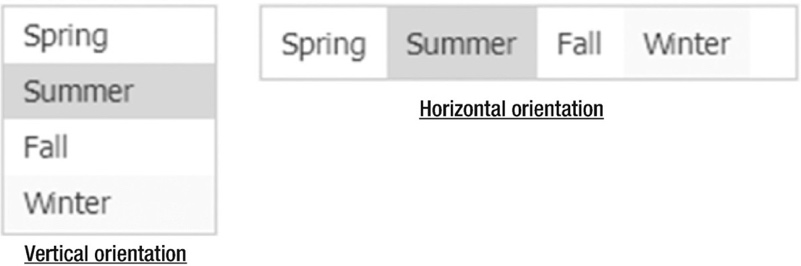 Spring
Summer
Fall
Winter
Vertical orientation
Spring Summer Fall Winter
Horizontal orientation